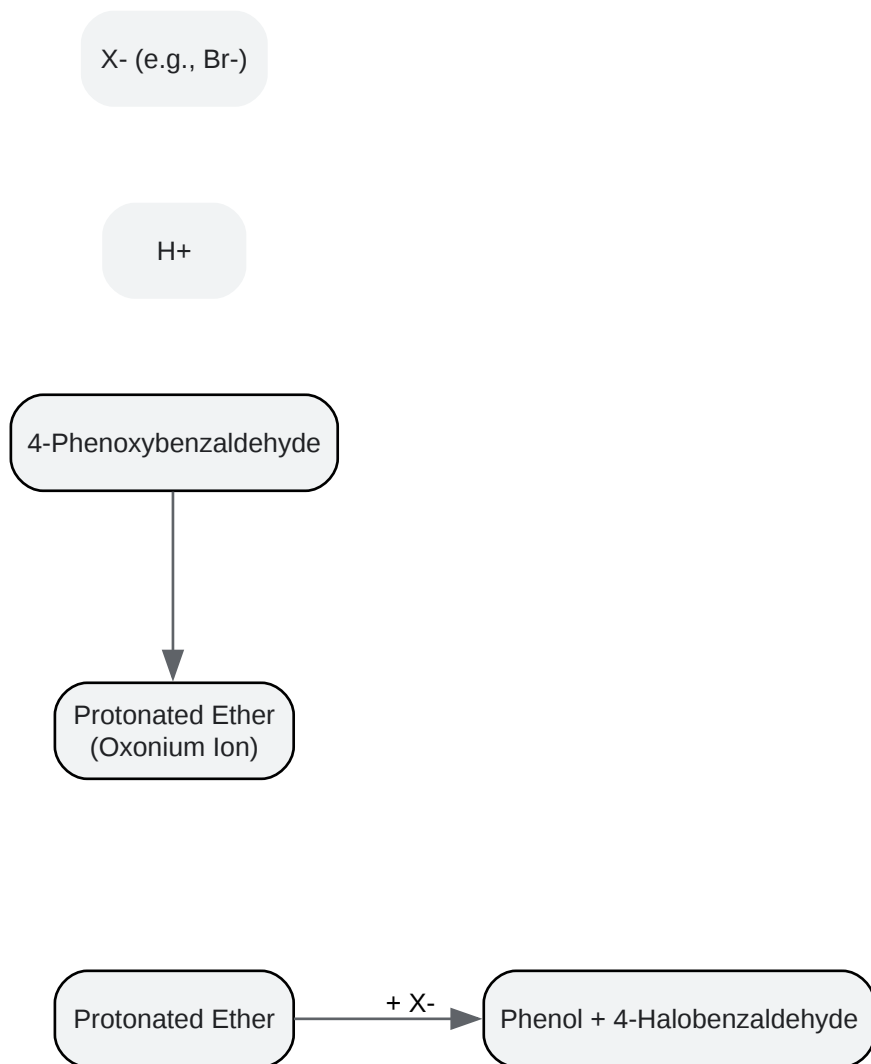 X- (e.g., Br-)
H+
4-Phenoxybenzaldehyde
Protonated Ether
(Oxonium Ion)
Protonated Ether
+ X-
Phenol + 4-Halobenzaldehyde